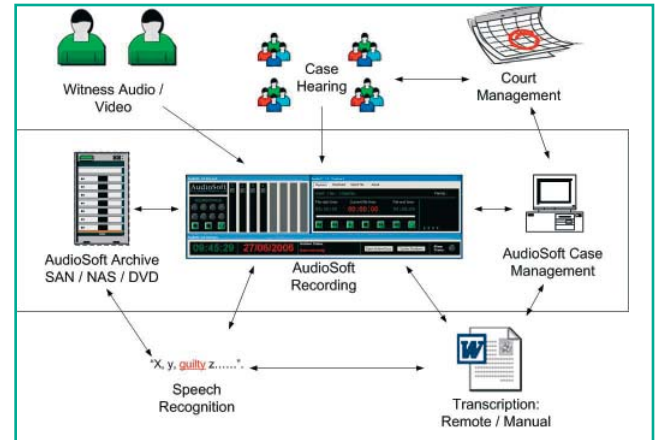 Witness Audio /
Video
Case
Hearing
Court
Management
AudioSoft
09:45:29 27/06/2006
AudioSoft Archive
SAN / NAS / DVD
AudioSoft
Recording
AudioSoft Case
Management
"X, y, guilty z......".
Speech
Recognition
W
Transcription:
Remote / Manual